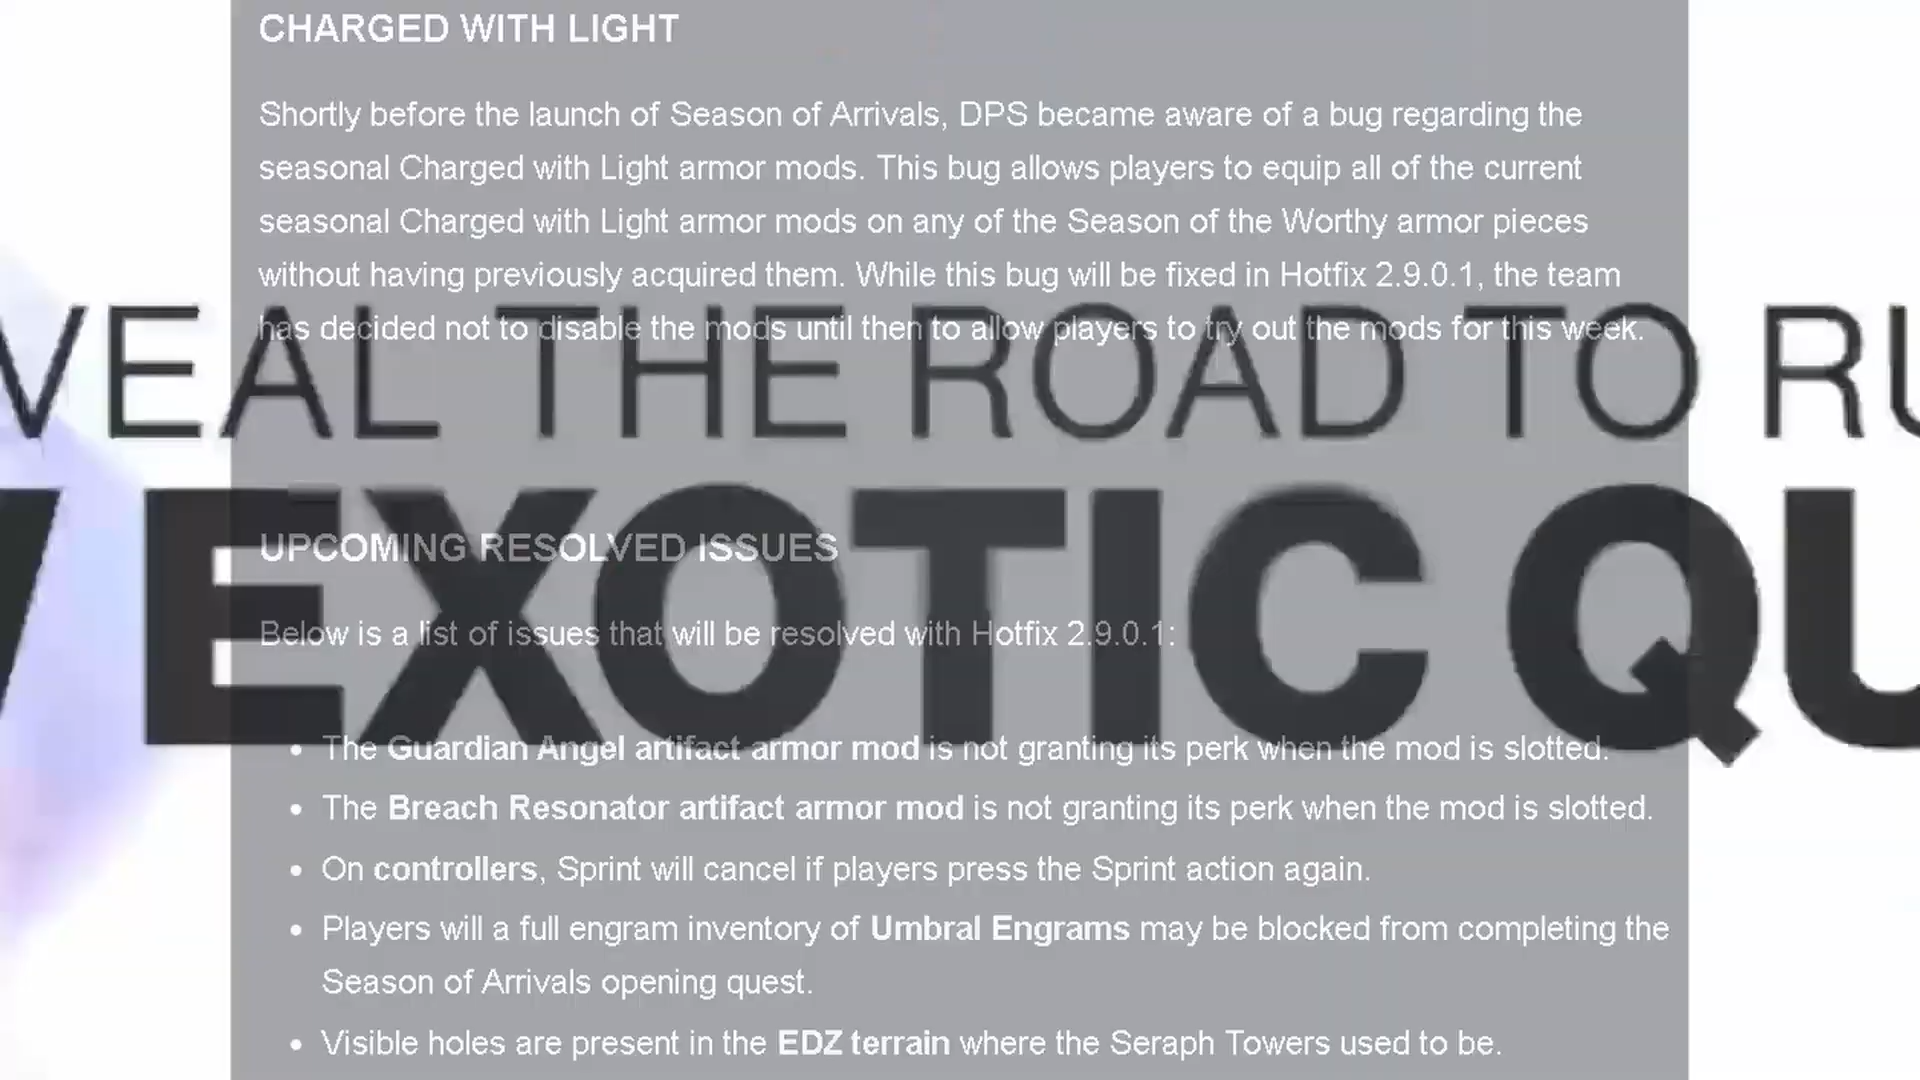 CHARGED WITH LIGHT
Shortly before the launch of Season of Arrivals, DPS became aware of a bug regarding the
seasonal Charged with Light armor mods. This bug allows players to equip all of the current
seasonal Charged with Light armor mods on any of the Season of the Worthy armor pieces
without having previously acquired them. While this bug will be fixed in Hotfix 2.9.0.1, the team
has decided not to disable the mods until then to allow players to try out the mods for this week.
VEAL THE ROAD TO RU
EXOTIC QU
UPCOMING RESOLVED ISSUES
Below is a list of issues that will be resolved with Hotfix 2.9.0.1:
• The Guardian Angel artifact armor mod is not granting its perk when the mod is slotted.
• The Breach Resonator artifact armor mod is not granting its perk when the mod is slotted.
• On controllers, Sprint will cancel if players press the Sprint action again.
• Players will a full engram inventory of Umbral Engrams may be blocked from completing the
Season of Arrivals opening quest.
• Visible holes are present in the EDZ terrain where the Seraph Towers used to be.